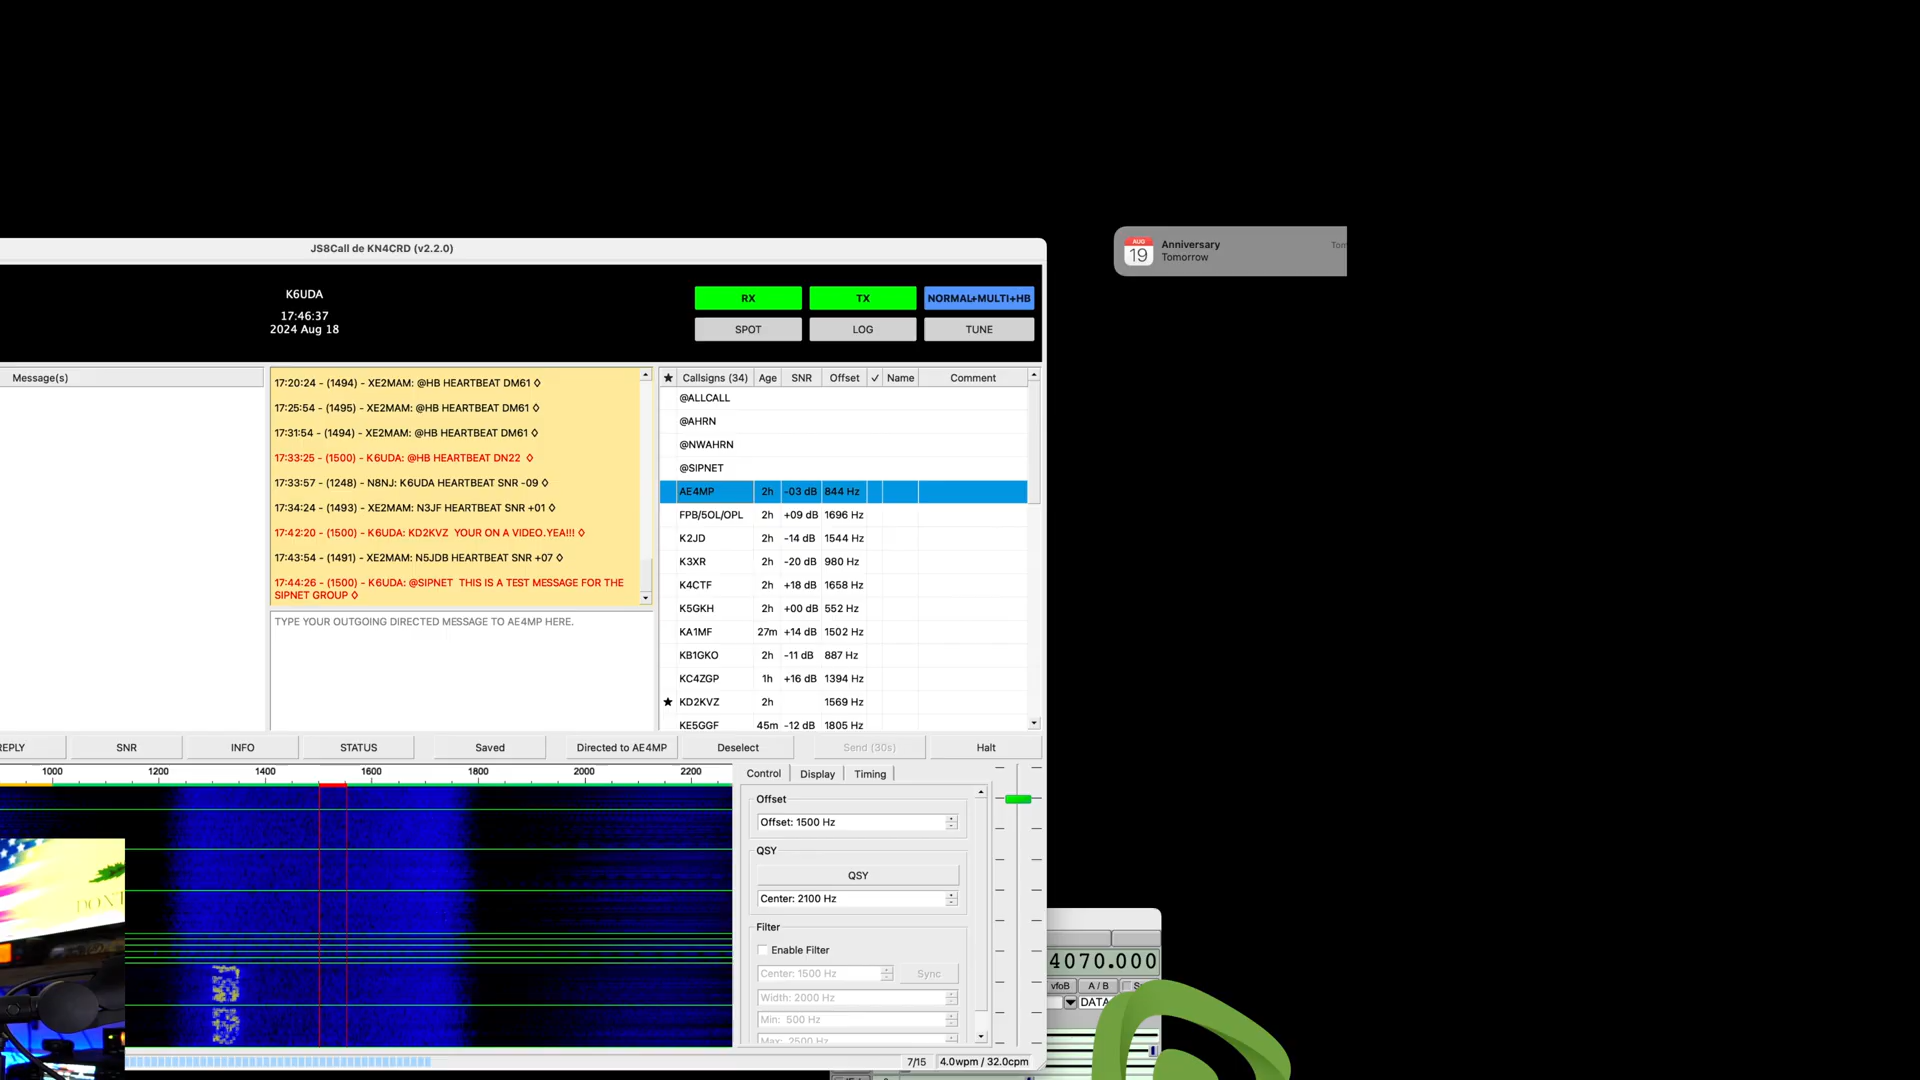 JS8Call de KN4CRD (v2.2.0)
AUG
19
Anniversary
Tomorrow
K6UDA
17:46:37
2024 Aug 18
RX
TX
NORMAL+MULTI+HB
SPOT
LOG
TUNE
Message(s)
17:20:24 - (1494) - XE2MAM: @HB HEARTBEAT DM61 ◊
17:25:54 - (1495) - XE2MAM: @HB HEARTBEAT DM61 ◊
17:31:54 - (1494) - XE2MAM: @HB HEARTBEAT DM61 ◊
17:33:25 - (1500) - K6UDA: @HB HEARTBEAT DN22 ◊
17:33:57 - (1248) - N8NJ: K6UDA HEARTBEAT SNR -09 ◊
17:34:24 - (1493) - XE2MAM: N3JF HEARTBEAT SNR +01 ◊
17:42:20 - (1500) - K6UDA: KD2KVZ YOUR ON A VIDEO.YEA!!! ◊
17:43:54 - (1491) - XE2MAM: N5JDB HEARTBEAT SNR +07 ◊
17:44:26 - (1500) - K6UDA: @SIPNET THIS IS A TEST MESSAGE FOR THE
SIPNET GROUP ◊
TYPE YOUR OUTGOING DIRECTED MESSAGE TO AE4MP HERE.
★ Callsigns (34) Age SNR Offset ✓ Name Comment
@ALLCALL
@AHRN
@NWAHRN
@SIPNET
AE4MP 2h -03 dB 844 Hz
FPB/5OL/OPL 2h +09 dB 1696 Hz
K2JD 2h -14 dB 1544 Hz
K3XR 2h -20 dB 980 Hz
K4CTF 2h +18 dB 1658 Hz
K5GKH 2h +00 dB 552 Hz
KA1MF 27m +14 dB 1502 Hz
KB1GKO 2h -11 dB 887 Hz
KC4ZGP 1h +16 dB 1394 Hz
★ KD2KVZ 2h 1569 Hz
KE5GGF 45m -12 dB 1805 Hz
EPLY
SNR
INFO
STATUS
Saved
Directed to AE4MP
Deselect
Send (30s)
Halt
1000 1200 1400 1600 1800 2000 2200
Control
Display
Timing
Offset
Offset: 1500 Hz
QSY
QSY
Center: 2100 Hz
Filter
Enable Filter
Center: 1500 Hz
Sync
Width: 2000 Hz
Min: 500 Hz
Max: 2500 Hz
7/15
4.0wpm / 32.0cpm
4070.000
vfoB
A / B
DATA
DON'T